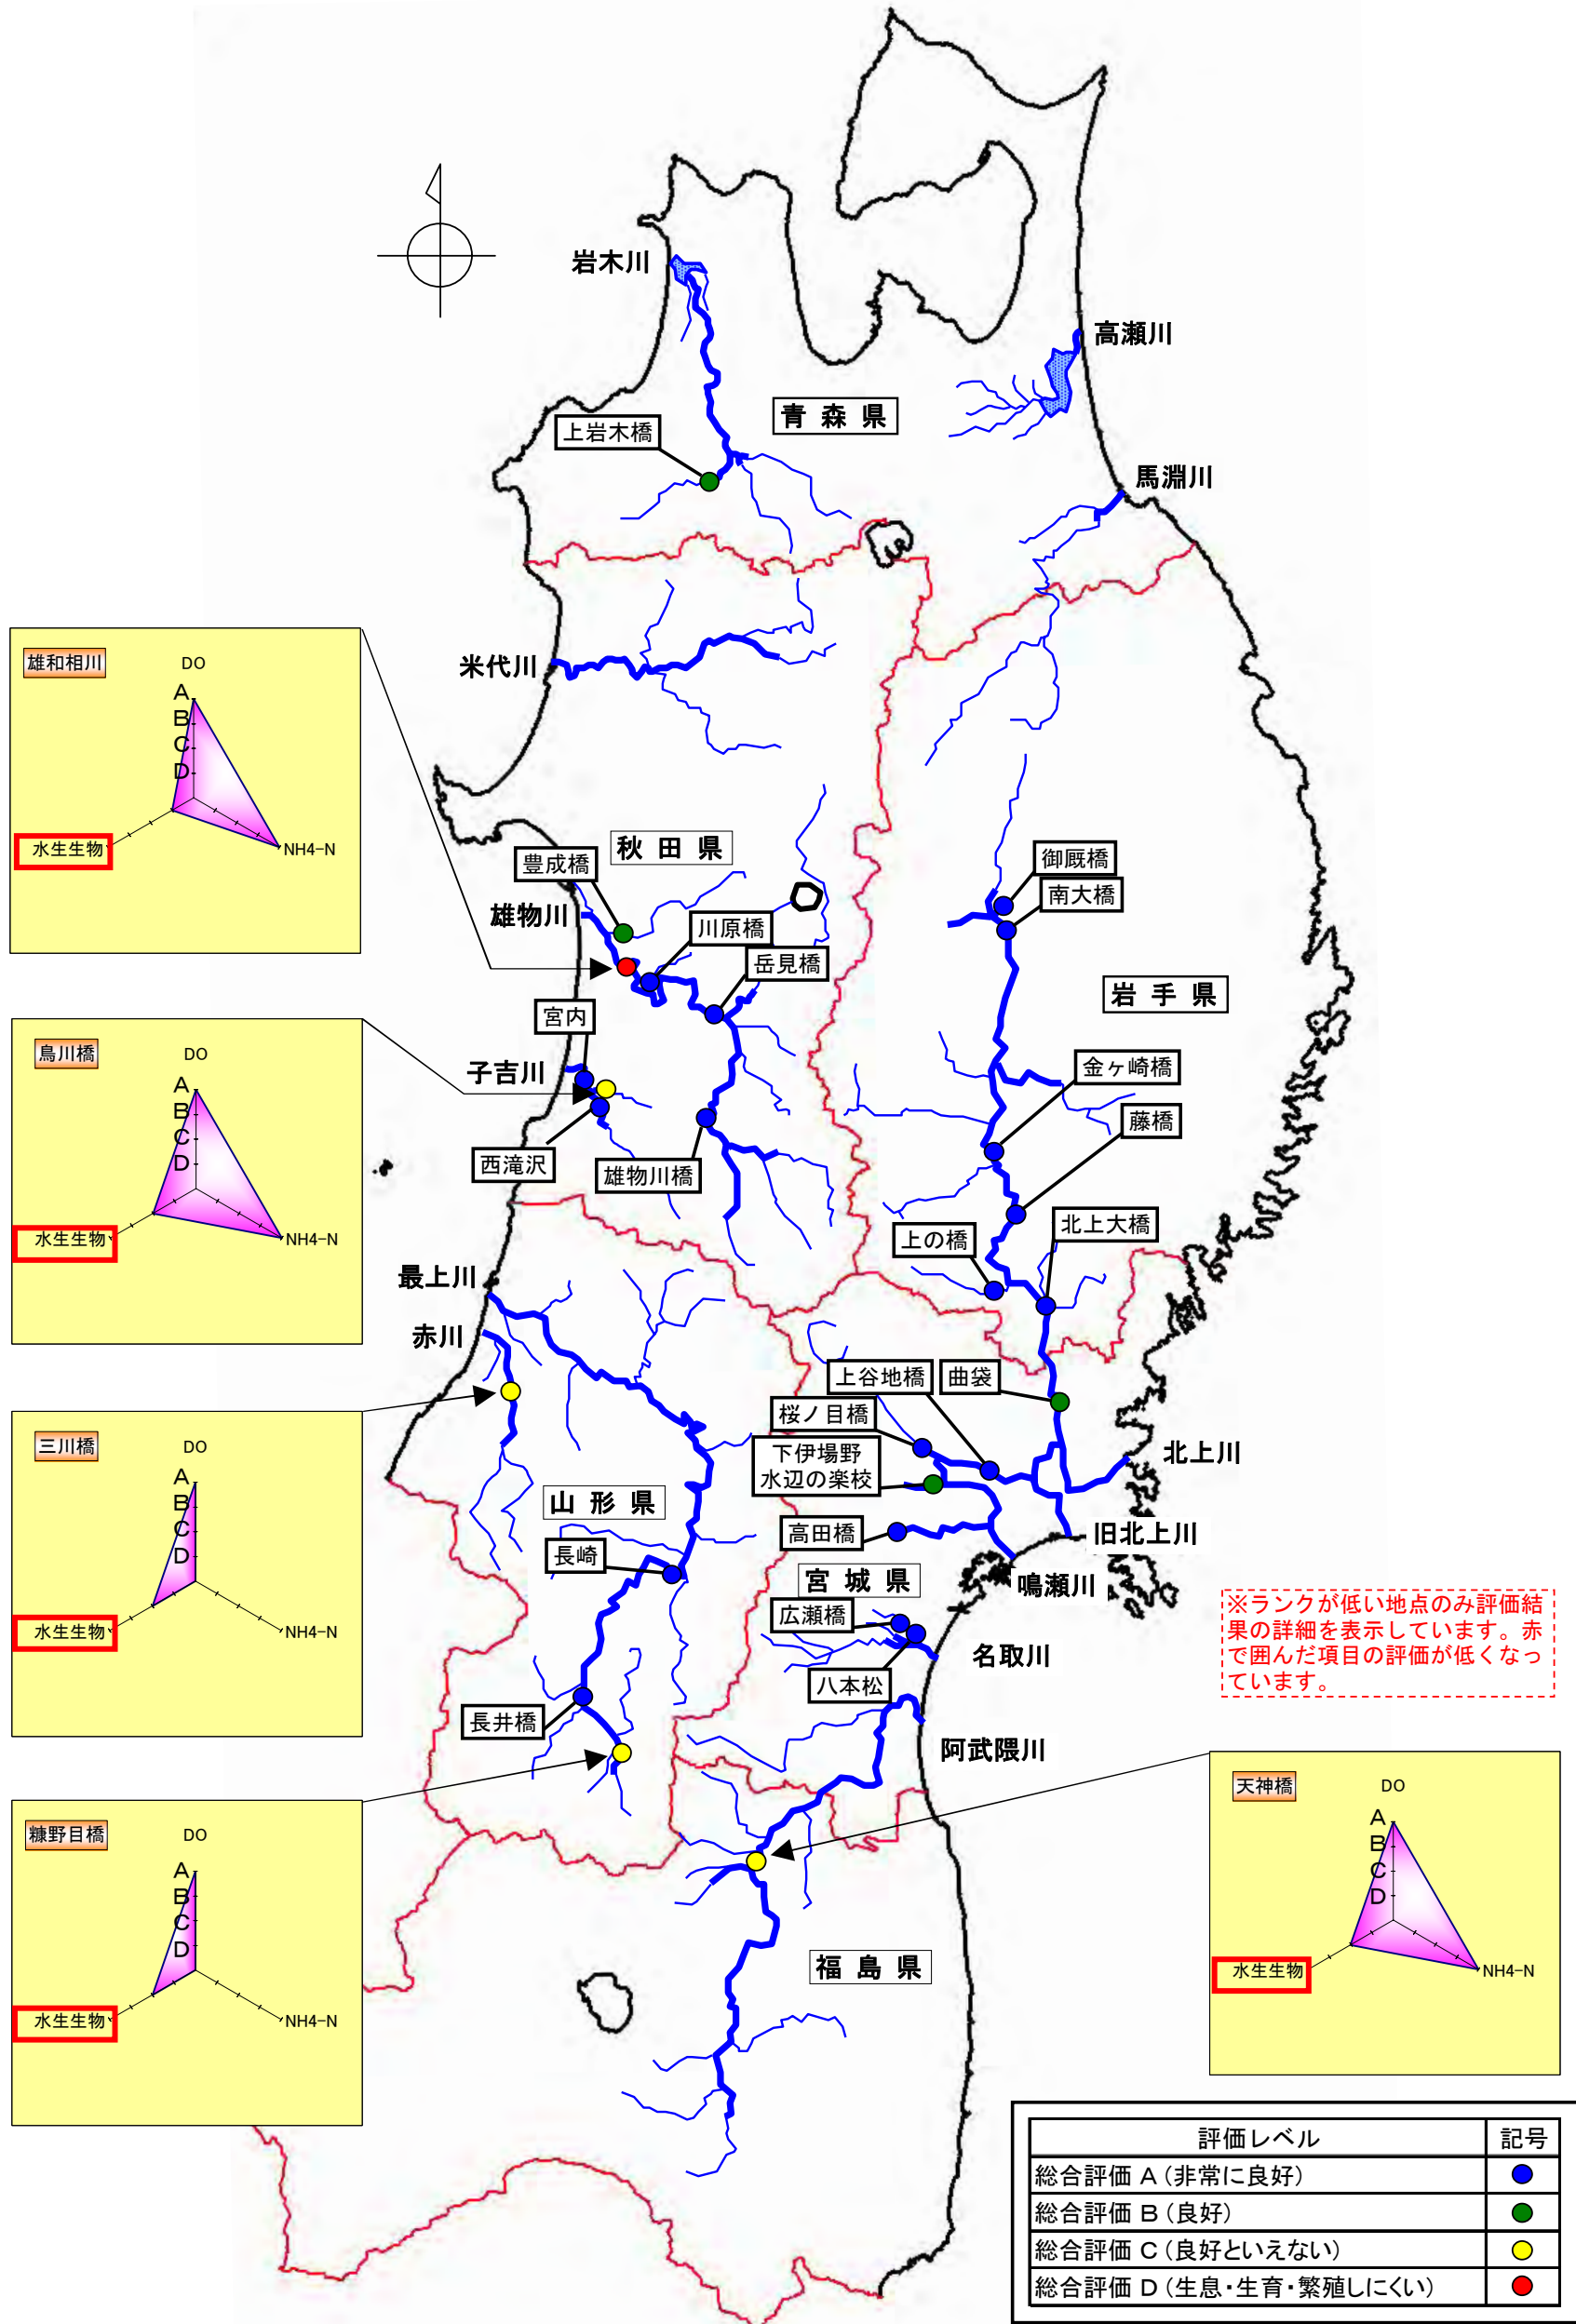 岩木川
高瀬川
青森県
上岩木橋
馬淵川
雄和相川
DO
A
B
C
D
水生生物
NH4-N
米代川
秋田県
豊成橋
雄物川
川原橋
岳見橋
御厩橋
南大橋
岩手県
宮内
子吉川
鳥川橋
DO
A
B
C
D
水生生物
NH4-N
西滝沢
雄物川橋
金ヶ崎橋
藤橋
上の橋
北上大橋
最上川
赤川
上谷地橋
曲袋
桜ノ目橋
下伊場野
水辺の楽校
北上川
三川橋
DO
A
B
C
D
水生生物
NH4-N
山形県
長崎
高田橋
旧北上川
宮城県
鳴瀬川
広瀬橋
名取川
八本松
※ランクが低い地点のみ評価結
果の詳細を表示しています。赤
で囲んだ項目の評価が低くなっ
ています。
長井橋
阿武隈川
糠野目橋
DO
A
B
C
D
水生生物
NH4-N
天神橋
DO
A
B
C
D
水生生物
NH4-N
福島県
評価レベル 記号
総合評価 A (非常に良好)
総合評価 B (良好)
総合評価 C (良好といえない)
総合評価 D (生息・生育・繁殖しにくい)